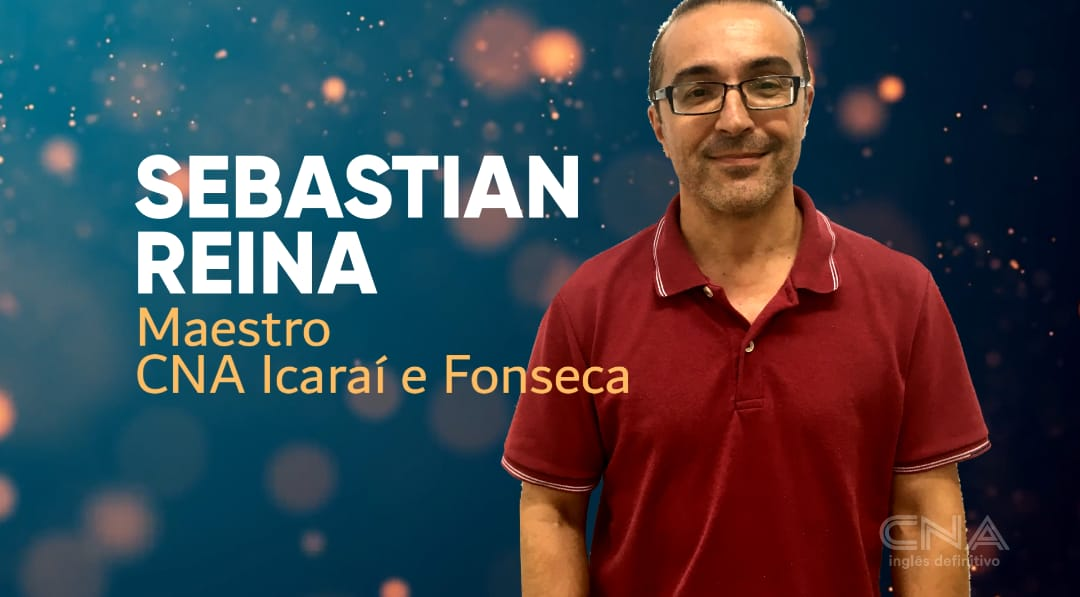 SEBASTIAN
REINA
Maestro
CNA Icaraí e Fonseca
CNA
inglês definitivo